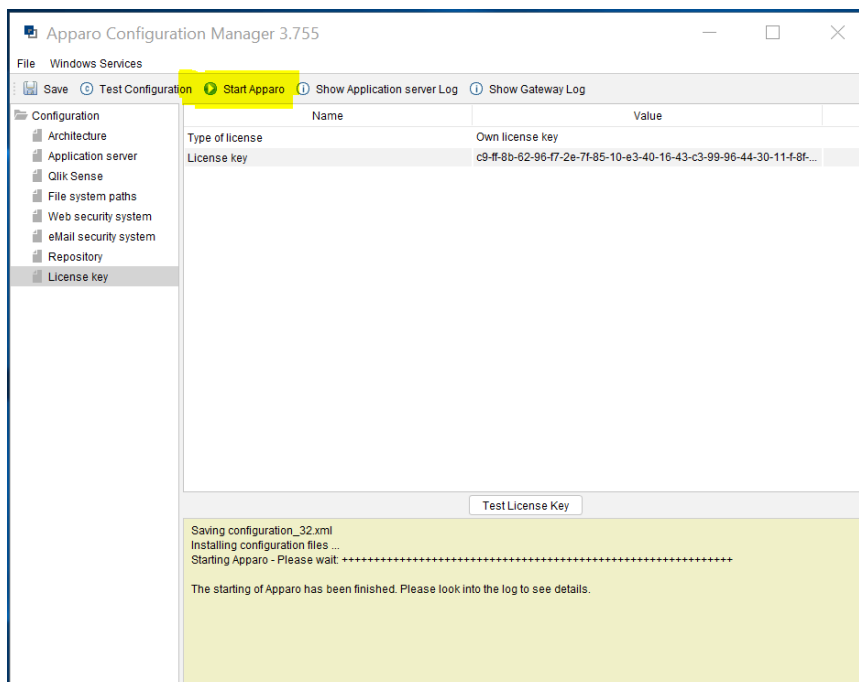 Apparo Configuration Manager 3.755
File Windows Services
Save Test Configuration Start Apparo Show Application server Log Show Gateway Log
Configuration
Architecture
Application server
Qlik Sense
File system paths
Web security system
eMail security system
Repository
License key
Name Value
Type of license Own license key
License key c9-ff-8b-62-96-f7-2e-7f-85-10-e3-40-16-43-c3-99-96-44-30-11-f-8f-...
Test License Key
Saving configuration_32.xml
Installing configuration files ...
Starting Apparo - Please wait: +++++++++++++++++++++++++++++++++++++++++++++++++++++++++++++
The starting of Apparo has been finished. Please look into the log to see details.